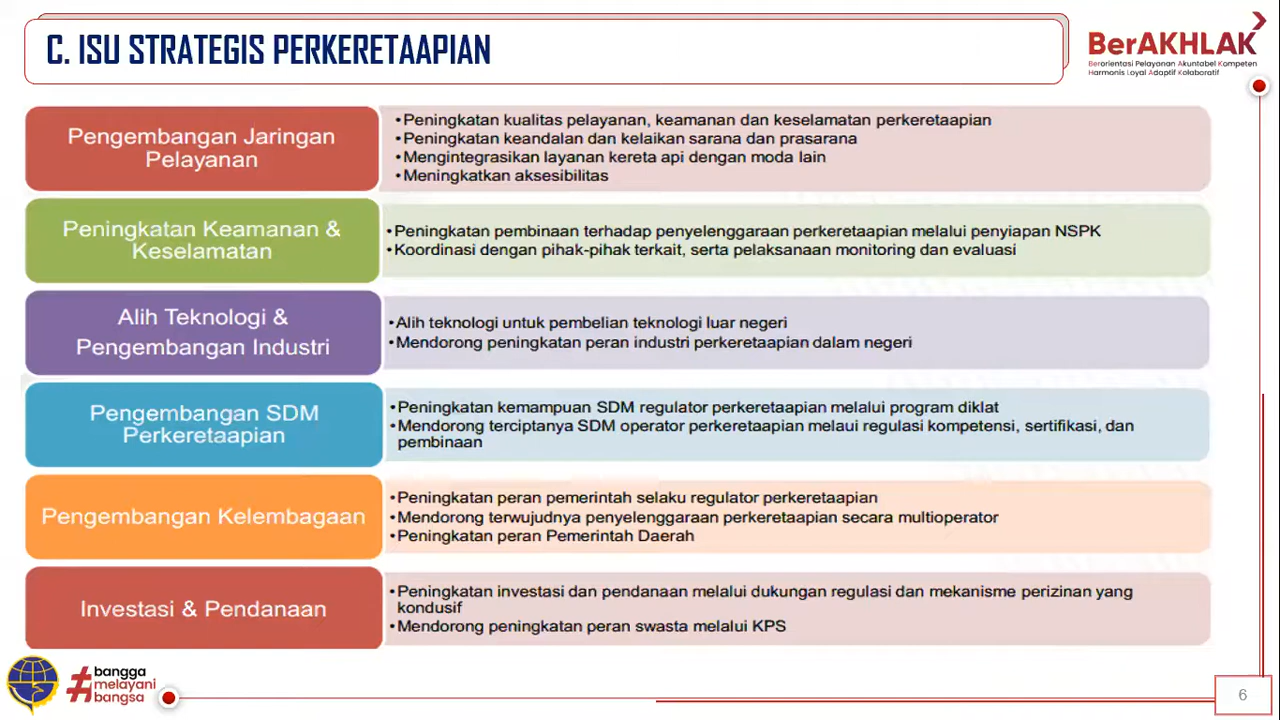 C. ISU STRATEGIS PERKERETAAPIAN
BerAKHLAK
Berorientasi Pelayanan Akuntabel Kompeten
Harmonis Loyal Adaptif Kolaboratif
Pengembangan Jaringan
Pelayanan
•Peningkatan kualitas pelayanan, keamanan dan keselamatan perkeretaapian
•Peningkatan keandalan dan kelaikan sarana dan prasarana
•Mengintegrasikan layanan kereta api dengan moda lain
•Meningkatkan aksesibilitas
Peningkatan Keamanan &
Keselamatan
•Peningkatan pembinaan terhadap penyelenggaraan perkeretaapian melalui penyiapan NSPK
•Koordinasi dengan pihak-pihak terkait, serta pelaksanaan monitoring dan evaluasi
Alih Teknologi &
Pengembangan Industri
•Alih teknologi untuk pembelian teknologi luar negeri
•Mendorong peningkatan peran industri perkeretaapian dalam negeri
Pengembangan SDM
Perkeretaapian
•Peningkatan kemampuan SDM regulator perkeretaapian melalui program diklat
•Mendorong terciptanya SDM operator perkeretaapian melaui regulasi kompetensi, sertifikasi, dan
pembinaan
Pengembangan Kelembagaan
•Peningkatan peran pemerintah selaku regulator perkeretaapian
•Mendorong terwujudnya penyelenggaraan perkeretaapian secara multioperator
•Peningkatan peran Pemerintah Daerah
Investasi & Pendanaan
•Peningkatan investasi dan pendanaan melalui dukungan regulasi dan mekanisme perizinan yang
kondusif
•Mendorong peningkatan peran swasta melalui KPS
# bangga
melayani
bangsa
6